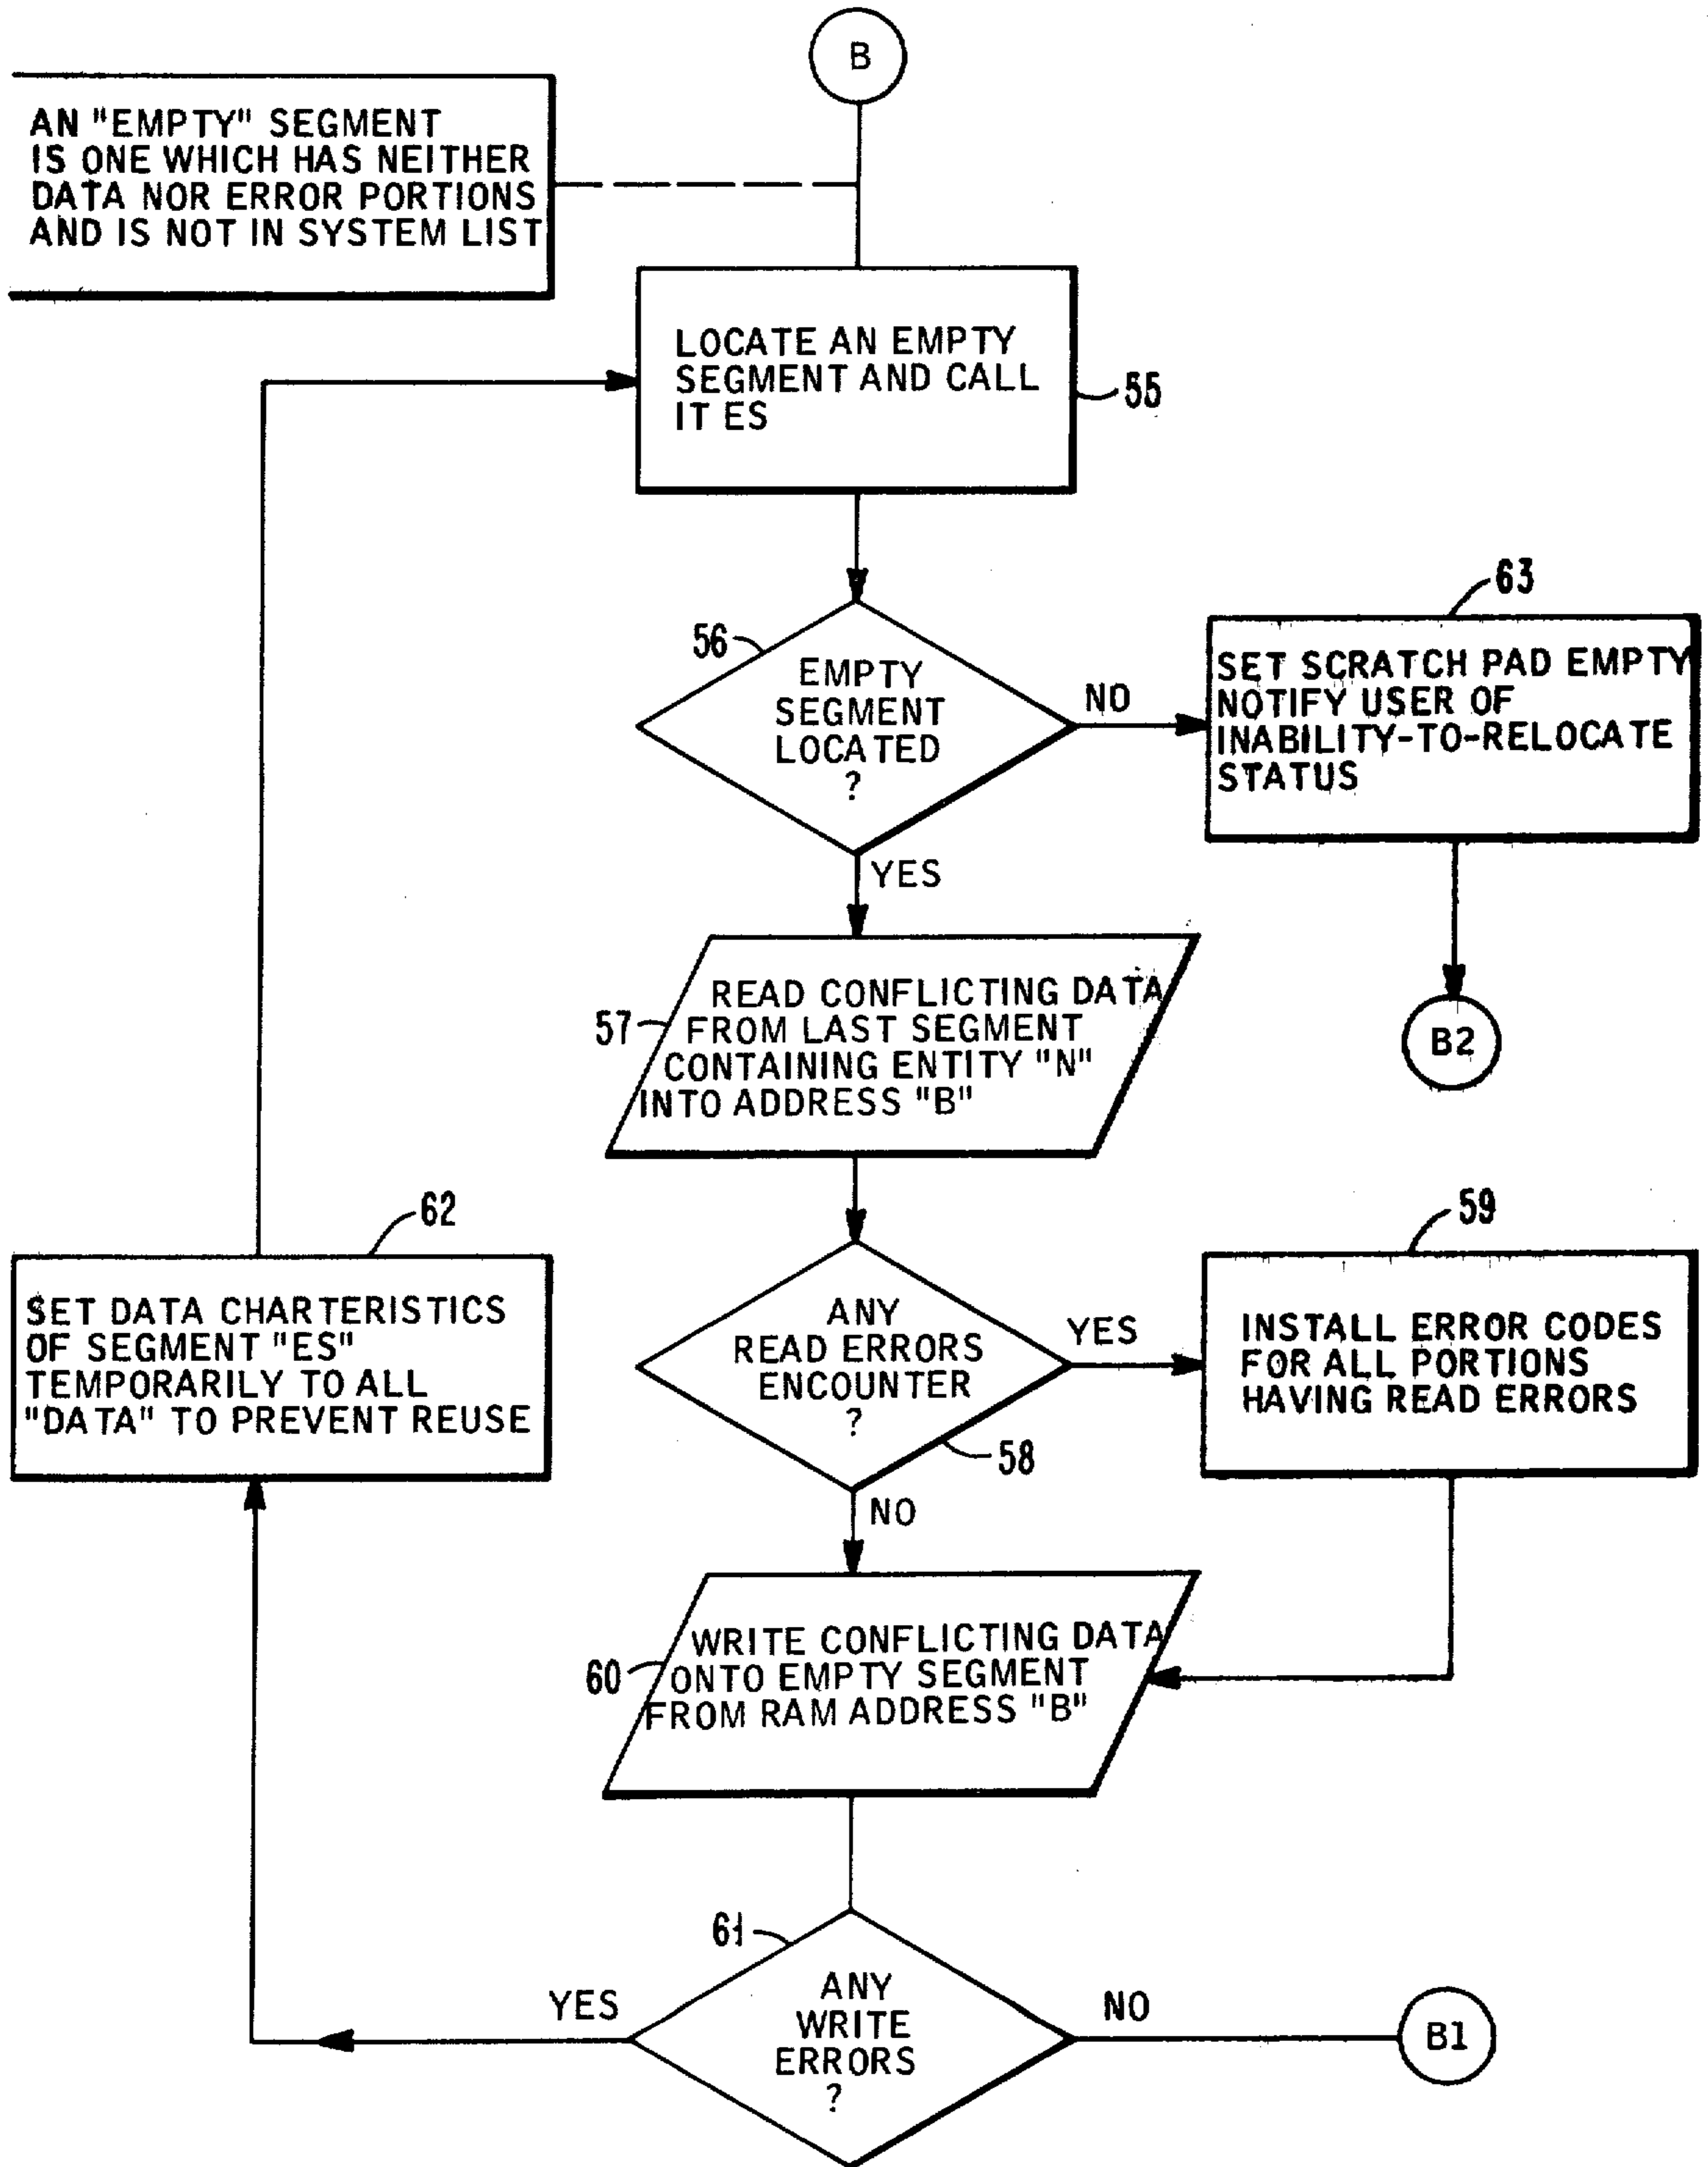 B
AN "EMPTY" SEGMENT
IS ONE WHICH HAS NEITHER
DATA NOR ERROR PORTIONS
AND IS NOT IN SYSTEM LIST
LOCATE AN EMPTY
SEGMENT AND CALL
IT ES
55
56
EMPTY
SEGMENT
LOCATED
?
NO
63
SET SCRATCH PAD EMPTY
NOTIFY USER OF
INABILITY-TO-RELOCATE
STATUS
YES
B2
57
READ CONFLICTING DATA
FROM LAST SEGMENT
CONTAINING ENTITY "N"
INTO ADDRESS "B"
62
SET DATA CHARTERISTICS
OF SEGMENT "ES"
TEMPORARILY TO ALL
"DATA" TO PREVENT REUSE
ANY
READ ERRORS
ENCOUNTER
?
58
YES
59
INSTALL ERROR CODES
FOR ALL PORTIONS
HAVING READ ERRORS
NO
60
WRITE CONFLICTING DATA
ONTO EMPTY SEGMENT
FROM RAM ADDRESS "B"
61
ANY
WRITE
ERRORS
?
YES
NO
B1